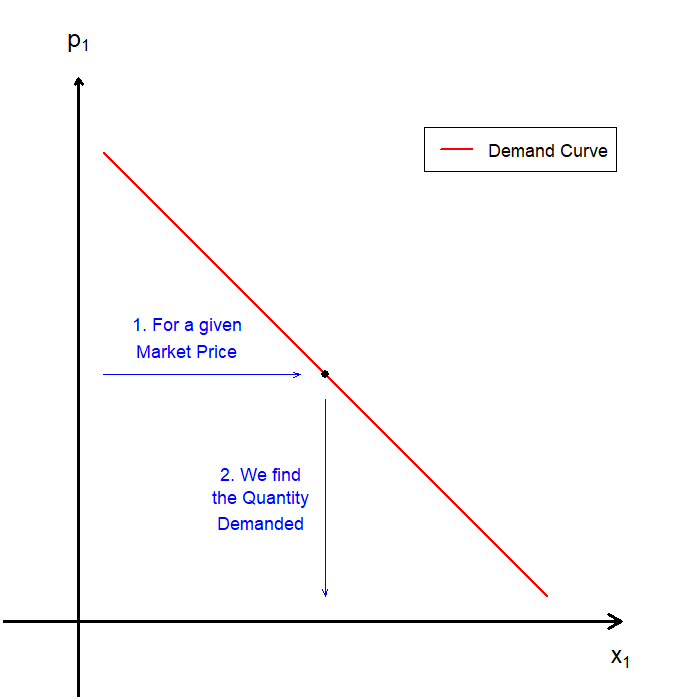 p₁
Demand Curve
1. For a given
Market Price
2. We find
the Quantity
Demanded
x₁